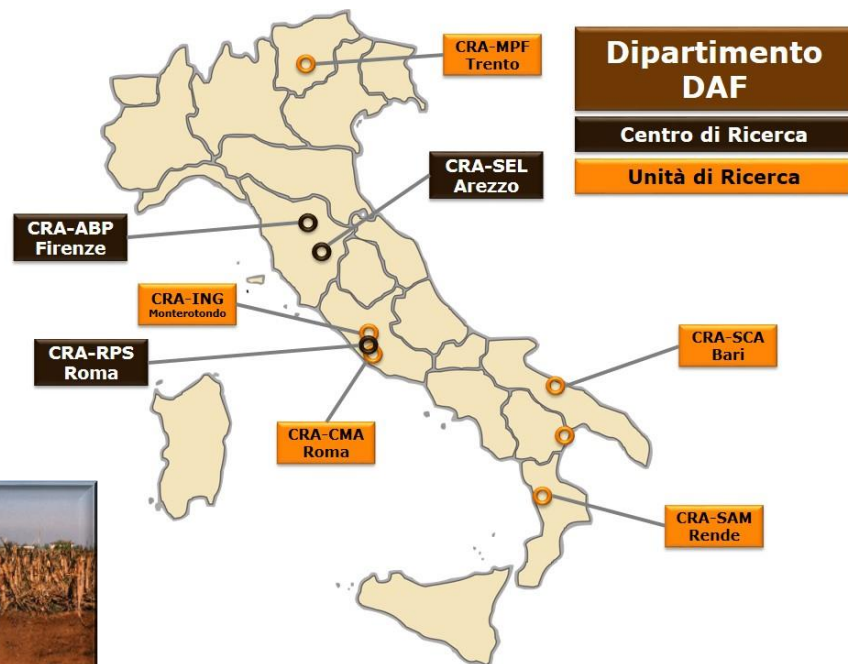 CRA-MPF
Trento
Dipartimento
DAF
Centro di Ricerca
Unità di Ricerca
CRA-SEL
Arezzo
CRA-ABP
Firenze
CRA-ING
Monterotondo
CRA-RPS
Roma
CRA-SCA
Bari
CRA-CMA
Roma
CRA-SAM
Rende